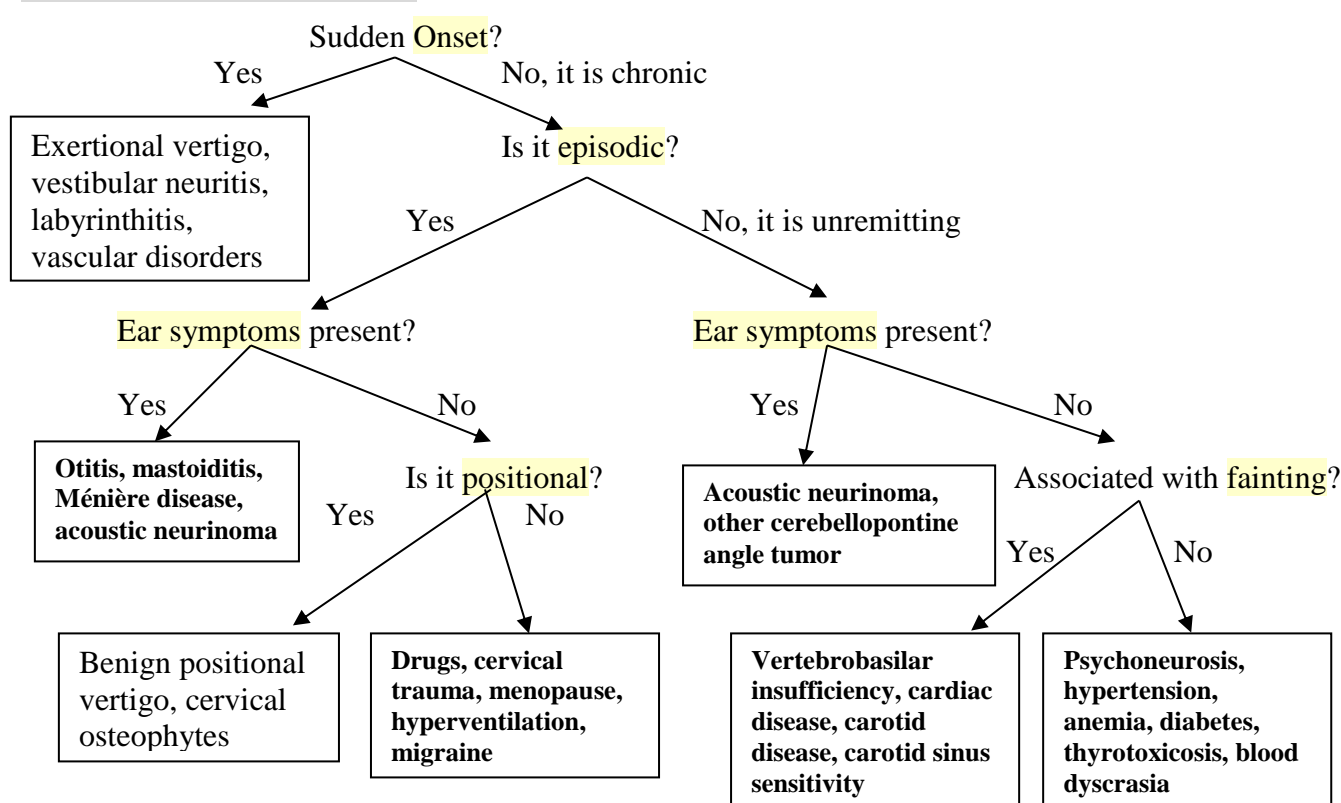 Sudden Onset?
Yes
No, it is chronic
Exertional vertigo,
vestibular neuritis,
labyrinthitis,
vascular disorders
Is it episodic?
Yes
No, it is unremitting
Ear symptoms present?
Ear symptoms present?
Yes
No
Yes
No
Otitis, mastoiditis,
Ménière disease,
acoustic neurinoma
Is it positional?
Acoustic neurinoma,
other cerebellopontine
angle tumor
Associated with fainting?
Yes
No
Yes
No
Benign positional
vertigo, cervical
osteophytes
Drugs, cervical
trauma, menopause,
hyperventilation,
migraine
Vertebrobasilar
insufficiency, cardiac
disease, carotid
disease, carotid sinus
sensitivity
Psychoneurosis,
hypertension,
anemia, diabetes,
thyrotoxicosis, blood
dyscrasia